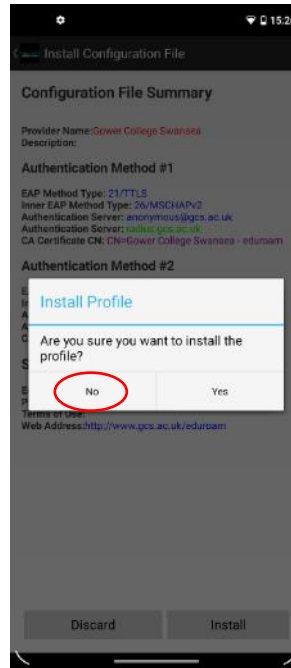 15:2
Install Configuration File
Configuration File Summary
Provider Name:Gower College Swansea
Description:
Authentication Method #1
EAP Method Type: 21/TTLS
Inner EAP Method Type: 26/MSCHAPv2
Authentication Server: anonymous@gcs.ac.uk
Authentication Server: radius.gcs.ac.uk
CA Certificate CN: CN=Gower College Swansea - eduroam
Authentication Method #2
Install Profile
Are you sure you want to install the
profile?
No Yes
Terms of Use:
Web Address:http://www.gcs.ac.uk/eduroam
Discard Install